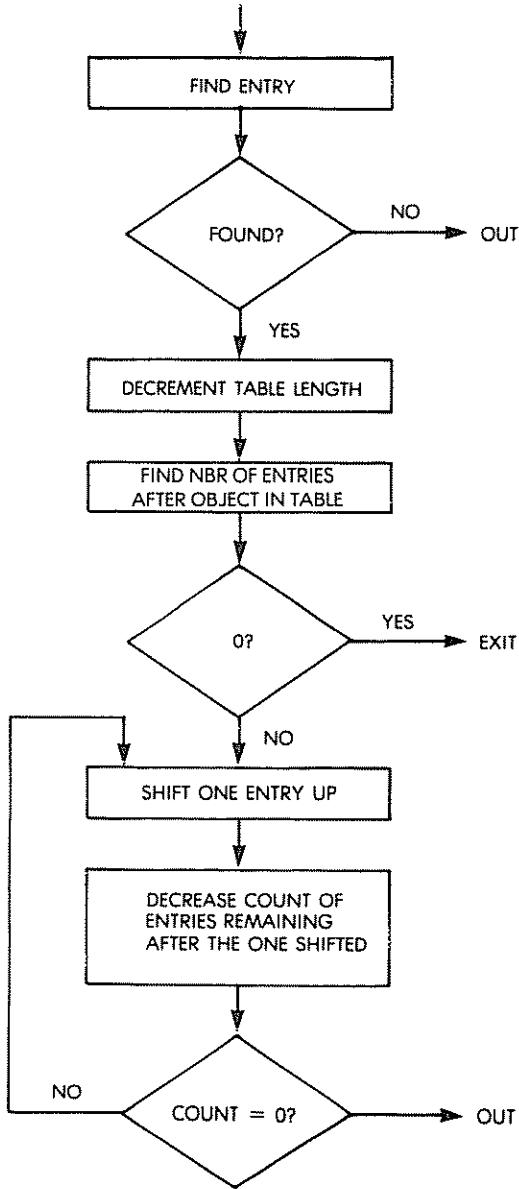 FIND ENTRY
FOUND?
NO
OUT
YES
DECREMENT TABLE LENGTH
FIND NBR OF ENTRIES
AFTER OBJECT IN TABLE
0?
YES
EXIT
NO
SHIFT ONE ENTRY UP
DECREASE COUNT OF
ENTRIES REMAINING
AFTER THE ONE SHIFTED
NO
COUNT = 0?
OUT